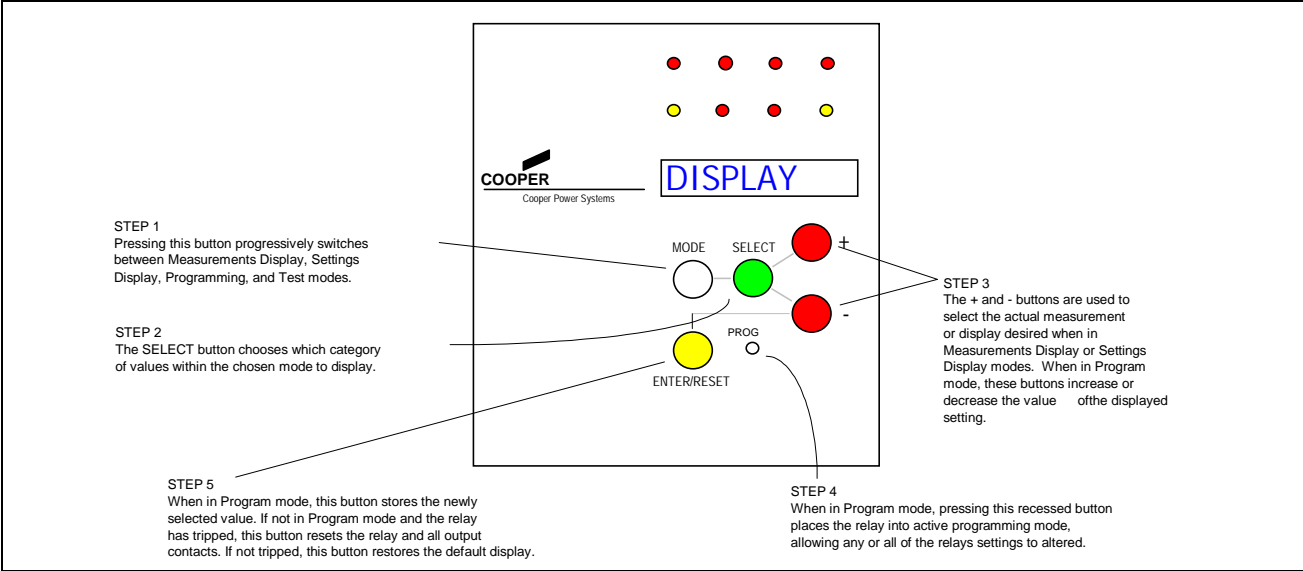 COOPER
Cooper Power Systems
DISPLAY
MODE
SELECT
+
-
PROG
ENTER/RESET
STEP 1
Pressing this button progressively switches
between Measurements Display, Settings
Display, Programming, and Test modes.
STEP 2
The SELECT button chooses which category
of values within the chosen mode to display.
STEP 3
The + and - buttons are used to
select the actual measurement
or display desired when in
Measurements Display or Settings
Display modes. When in Program
mode, these buttons increase or
decrease the value ofthe displayed
setting.
STEP 5
When in Program mode, this button stores the newly
selected value. If not in Program mode and the relay
has tripped, this button resets the relay and all output
contacts. If not tripped, this button restores the default display.
STEP 4
When in Program mode, pressing this recessed button
places the relay into active programming mode,
allowing any or all of the relays settings to altered.